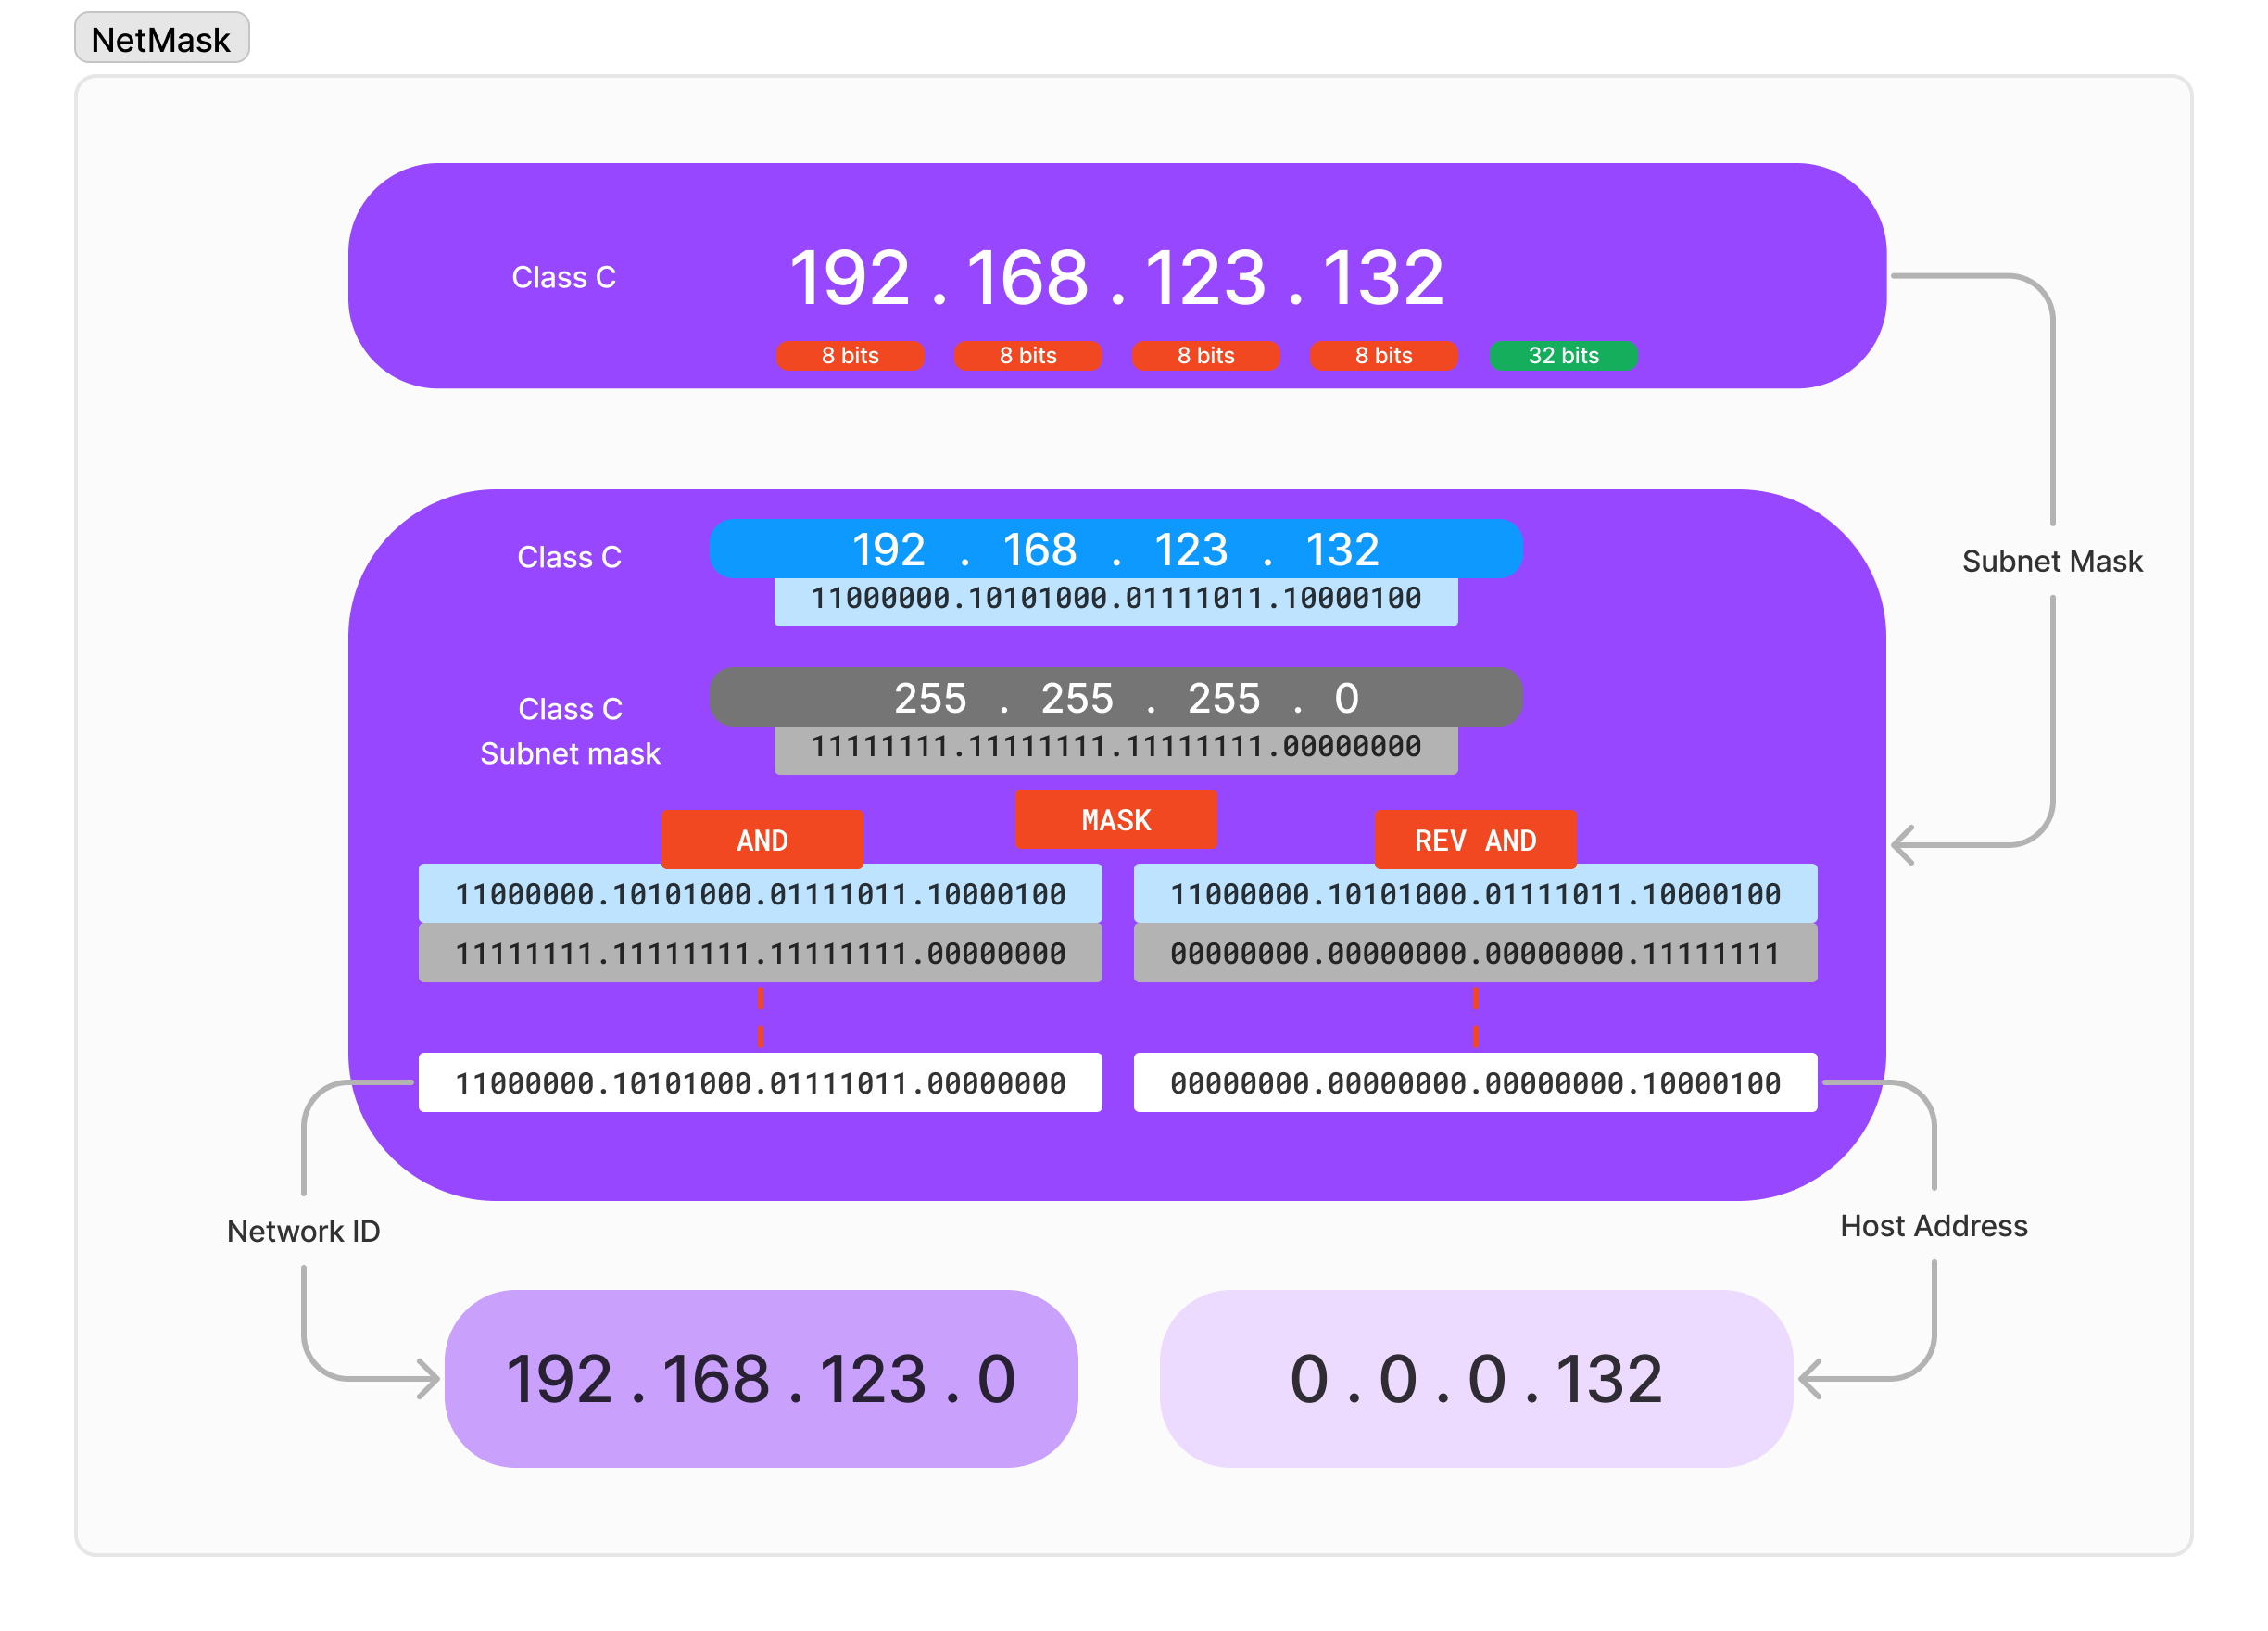 NetMask
Class C
192 . 168 . 123 . 132
8 bits
8 bits
8 bits
8 bits
32 bits
Subnet Mask
Class C
192 . 168 . 123 . 132
11000000.10101000.01111011.10000100
Class C
Subnet mask
255 . 255 . 255 . 0
11111111.11111111.11111111.00000000
MASK
AND
11000000.10101000.01111011.10000100
11111111.11111111.11111111.00000000
11000000.10101000.01111011.00000000
REV AND
11000000.10101000.01111011.10000100
00000000.00000000.00000000.11111111
00000000.00000000.00000000.10000100
Network ID
Host Address
192 . 168 . 123 . 0
0 . 0 . 0 . 132